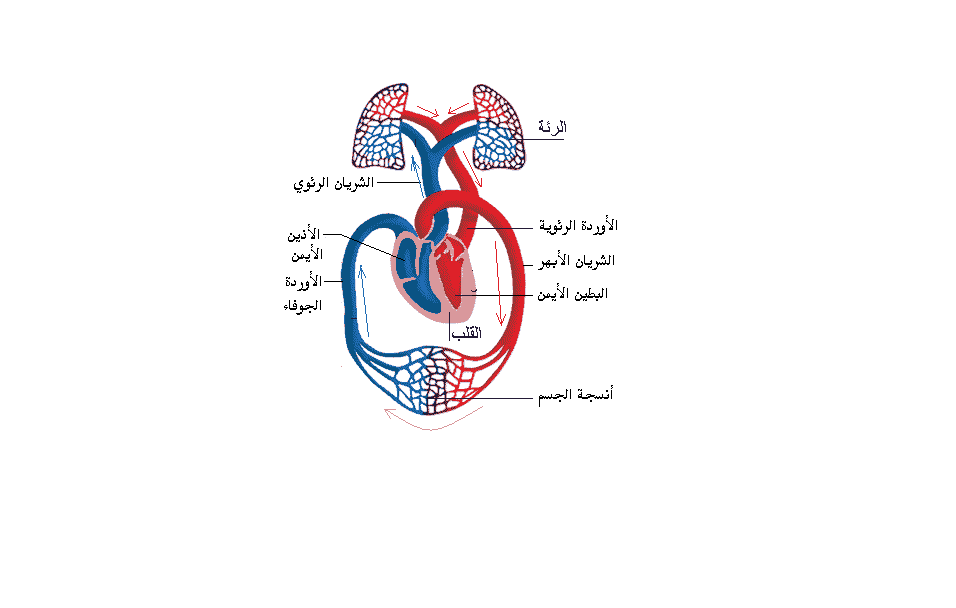 الرئة
الشريان الرئوي
الأوردة الرئوية
الأذين
الأيمن
الشريان الأبهر
الأوردة
الجوفاء
البطين الأيمن
القلب
أنسجة الجسم